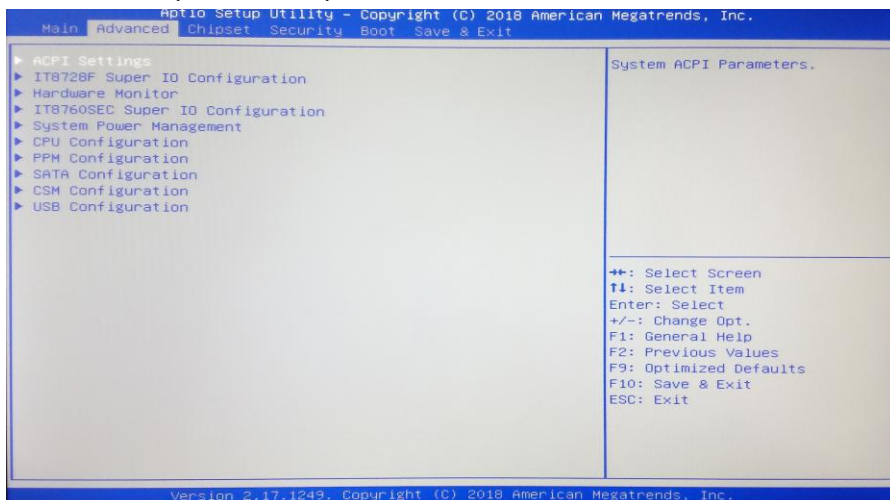 Aptio Setup Utility - Copyright (C) 2018 American Megatrends, Inc.
Main Advanced Chipset Security Boot Save & Exit
▶ ACPI Settings
▶ IT8728F Super IO Configuration
▶ Hardware Monitor
▶ IT8760SEC Super IO Configuration
▶ System Power Management
▶ CPU Configuration
▶ PPM Configuration
▶ SATA Configuration
▶ CSM Configuration
▶ USB Configuration
System ACPI Parameters.
→←: Select Screen
↑↓: Select Item
Enter: Select
+/-: Change Opt.
F1: General Help
F2: Previous Values
F9: Optimized Defaults
F10: Save & Exit
ESC: Exit
Version 2.17.1249. Copyright (C) 2018 American Megatrends, Inc.